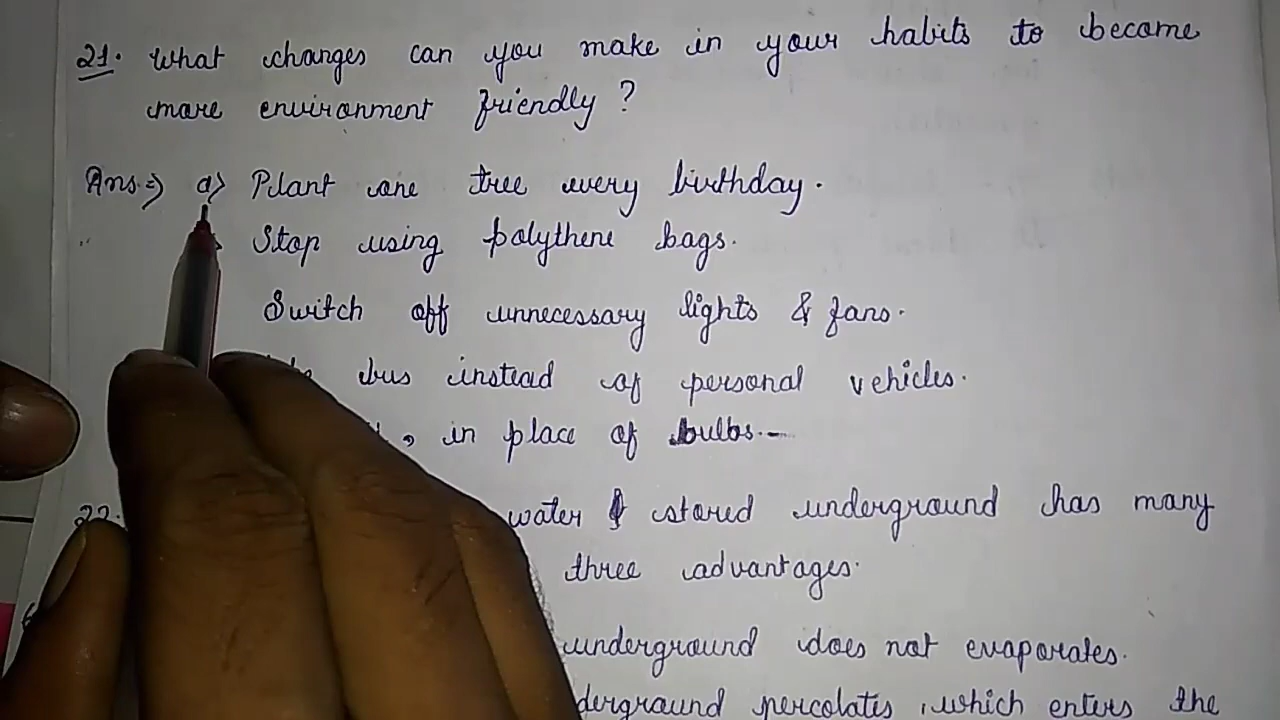 21. What changes can you make in your habits to become
more environment friendly ?
Ans ⇒ a) Plant one tree every birthday.
Stop using polythene bags.
Switch off unnecessary lights & fans.
bus instead of personal vehicles.
, in place of bulbs.-
22. water stored underground has many
three advantages.
underground does not evaporates.
percolates, which enters the